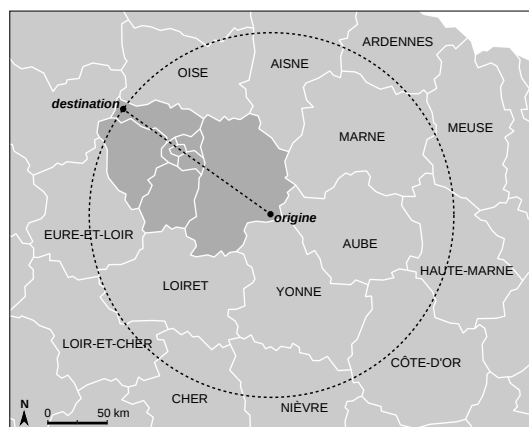 ARDENNES
OISE
AISNE
destination
MARNE
MEUSE
origine
EURE-ET-LOIR
AUBE
HAUTE-MARNE
LOIRET
YONNE
LOIR-ET-CHER
CÔTE-D'OR
CHER
NIÈVRE
N
0 50 km